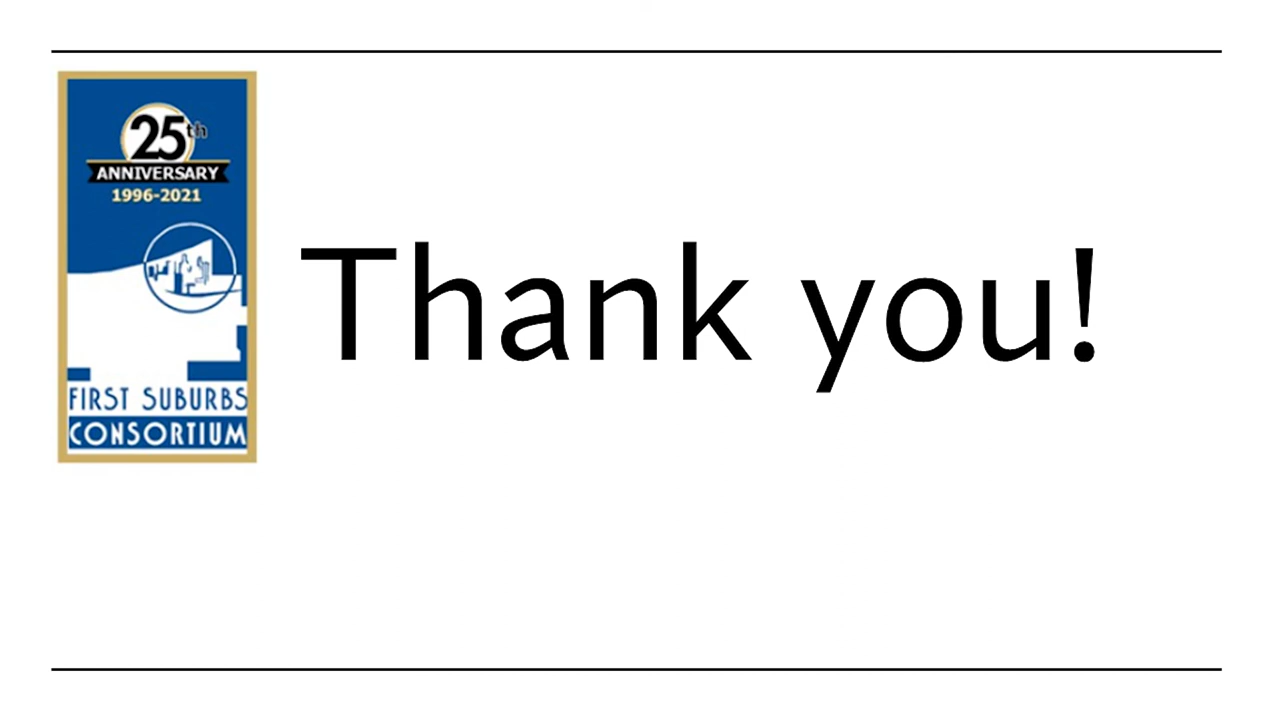 25th
ANNIVERSARY
1996-2021
FIRST SUBURBS
CONSORTIUM
Thank you!